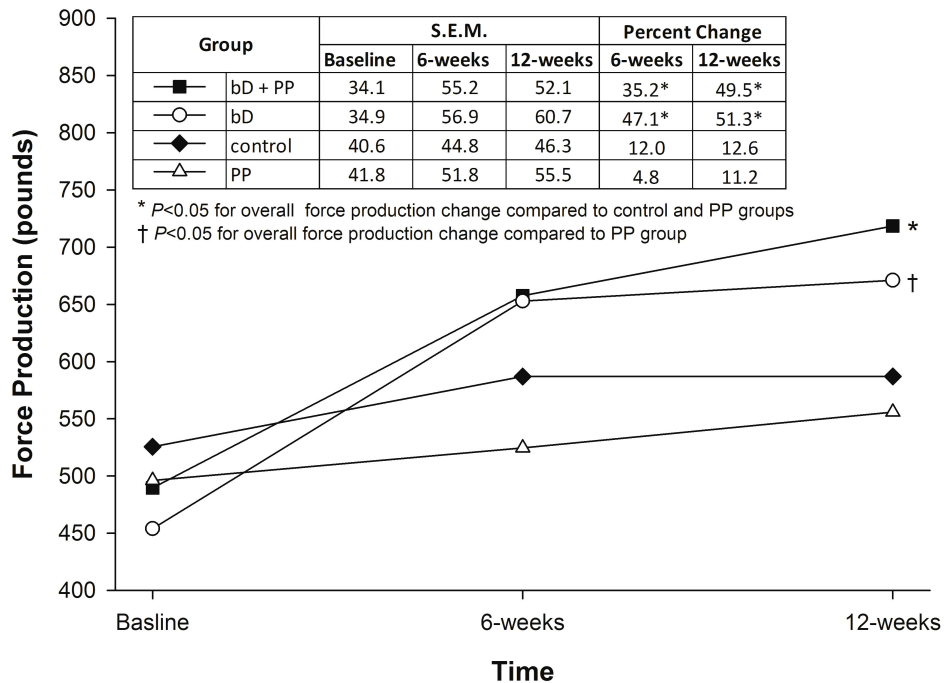 900
850
800
750
700
650
600
550
500
450
400
Force Production (pounds)
Group S.E.M. Percent Change
Baseline 6-weeks 12-weeks 6-weeks 12-weeks
bD + PP 34.1 55.2 52.1 35.2* 49.5*
bD 34.9 56.9 60.7 47.1* 51.3*
control 40.6 44.8 46.3 12.0 12.6
PP 41.8 51.8 55.5 4.8 11.2
* P<0.05 for overall force production change compared to control and PP groups
† P<0.05 for overall force production change compared to PP group
*
†
Basline 6-weeks 12-weeks
Time